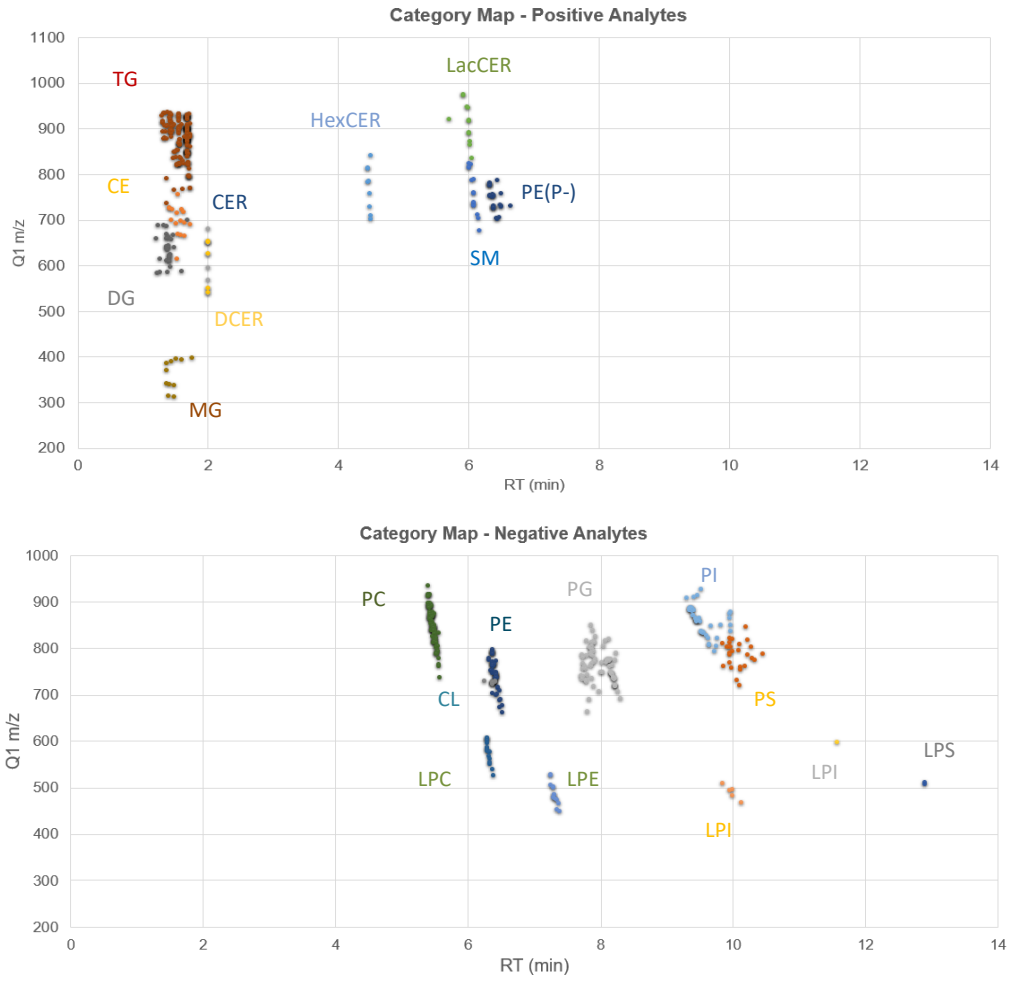 Category Map - Positive Analytes
1100
1000
900
800
700
600
500
400
300
200
Q1 m/z
TG
LacCER
HexCER
CE
CER
PE(P-)
SM
DG
DCER
MG
0 2 4 6 8 10 12 14
RT (min)
Category Map - Negative Analytes
1000
900
800
700
600
500
400
300
200
Q1 m/z
PI
PG
PC
PE
CL
PS
LPS
LPI
LPC
LPE
LPI
0 2 4 6 8 10 12 14
RT (min)